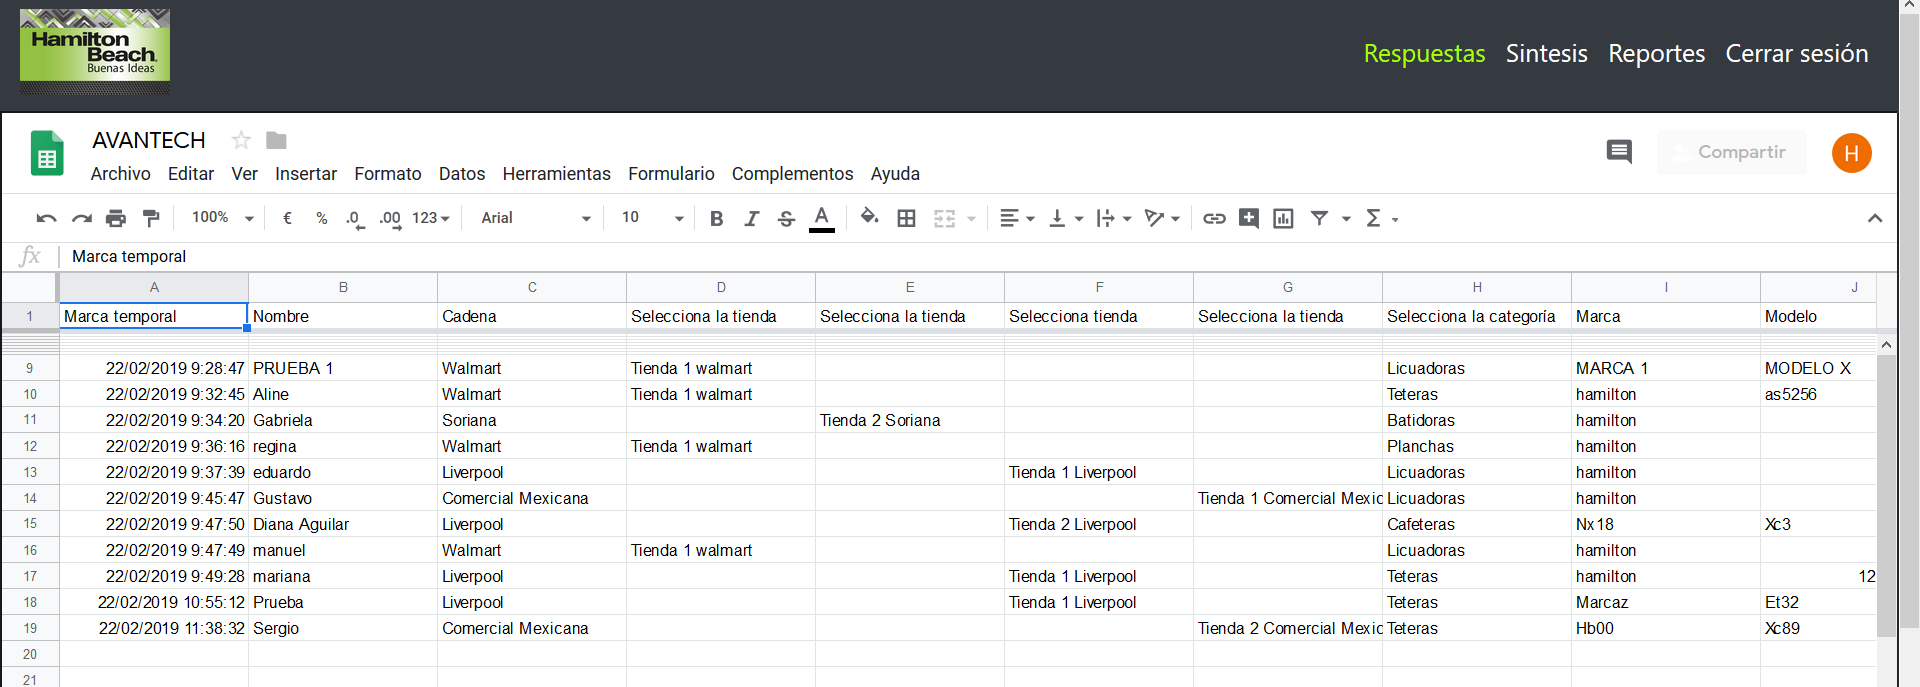 Hamilton
Beach
Buenas Ideas
Respuestas Sintesis Reportes Cerrar sesión
AVANTECH
Compartir H
Archivo Editar Ver Insertar Formato Datos Herramientas Formulario Complementos Ayuda
100% € % .0 .00 123 Arial 10 B I S A Σ
fx Marca temporal
A B C D E F G H I J
1 Marca temporal Nombre Cadena Selecciona la tienda Selecciona la tienda Selecciona tienda Selecciona la tienda Selecciona la categoría Marca Modelo
9 22/02/2019 9:28:47 PRUEBA 1 Walmart Tienda 1 walmart Licuadoras MARCA 1 MODELO X
10 22/02/2019 9:32:45 Aline Walmart Tienda 1 walmart Teteras hamilton as5256
11 22/02/2019 9:34:20 Gabriela Soriana Tienda 2 Soriana Batidoras hamilton
12 22/02/2019 9:36:16 regina Walmart Tienda 1 walmart Planchas hamilton
13 22/02/2019 9:37:39 eduardo Liverpool Tienda 1 Liverpool Licuadoras hamilton
14 22/02/2019 9:45:47 Gustavo Comercial Mexicana Tienda 1 Comercial Mexic Licuadoras hamilton
15 22/02/2019 9:47:50 Diana Aguilar Liverpool Tienda 2 Liverpool Cafeteras Nx18 Xc3
16 22/02/2019 9:47:49 manuel Walmart Tienda 1 walmart Licuadoras hamilton
17 22/02/2019 9:49:28 mariana Liverpool Tienda 1 Liverpool Teteras hamilton 12
18 22/02/2019 10:55:12 Prueba Liverpool Tienda 1 Liverpool Teteras Marcaz Et32
19 22/02/2019 11:38:32 Sergio Comercial Mexicana Tienda 2 Comercial Mexic Teteras Hb00 Xc89
20
21